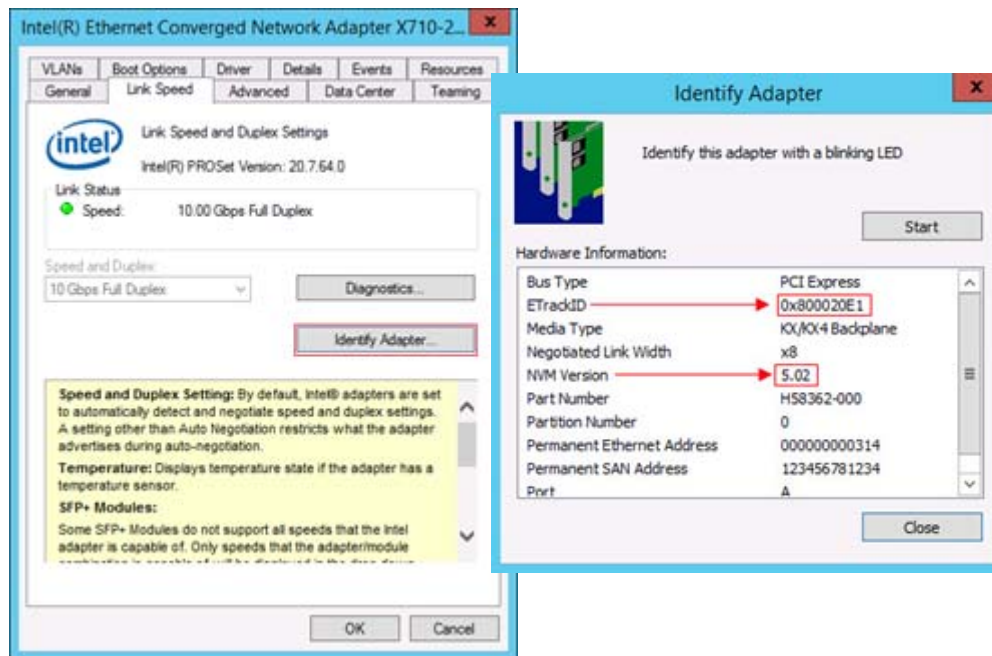 Intel(R) Ethernet Converged Network Adapter X710-2...
VLANs Boot Options Driver Details Events Resources
General Link Speed Advanced Data Center Teaming
intel
Link Speed and Duplex Settings
Intel(R) PROSet Version: 20.7.64.0
Link Status
Speed: 10.00 Gbps Full Duplex
Speed and Duplex:
10 Gbps Full Duplex
Diagnostics...
Identify Adapter...
Speed and Duplex Setting: By default, Intel® adapters are set
to automatically detect and negotiate speed and duplex settings.
A setting other than Auto Negotiation restricts what the adapter
advertises during auto-negotiation.
Temperature: Displays temperature state if the adapter has a
temperature sensor.
SFP+ Modules:
Some SFP+ Modules do not support all speeds that the Intel
adapter is capable of. Only speeds that the adapter/module
OK Cancel
Identify Adapter
Identify this adapter with a blinking LED
Start
Hardware Information:
Bus Type PCI Express
ETrackID 0x800020E1
Media Type KX/KX4 Backplane
Negotiated Link Width x8
NVM Version 5.02
Part Number H58362-000
Partition Number 0
Permanent Ethernet Address 000000000314
Permanent SAN Address 123456781234
Port A
Close